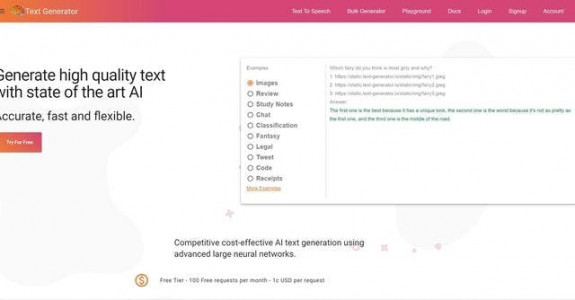 Text Generator
Text To Speech
Bulk Generator
Playground
Docs
Login
Signup
Account
Generate high quality text
with state of the art AI
Accurate, fast and flexible.
Try For Free
Examples
Images
Review
Study Notes
Chat
Classification
Fantasy
Legal
Tweet
Code
Receipts
More Examples
Which fairy do you think is most girly and why?
1. https://static.text-generator.io/static/img/fairy1.jpeg
2. https://static.text-generator.io/static/img/fairy2.jpeg
3. https://static.text-generator.io/static/img/fairy3.jpeg
Answer:
The first one is the best because it has a unique look, the second one is the worst because it's not as pretty as
the first one, and the third one is the middle of the road.
Competitive cost-effective AI text generation using
advanced large neural networks.
Free Tier - 100 Free requests per month - 1c USD per request